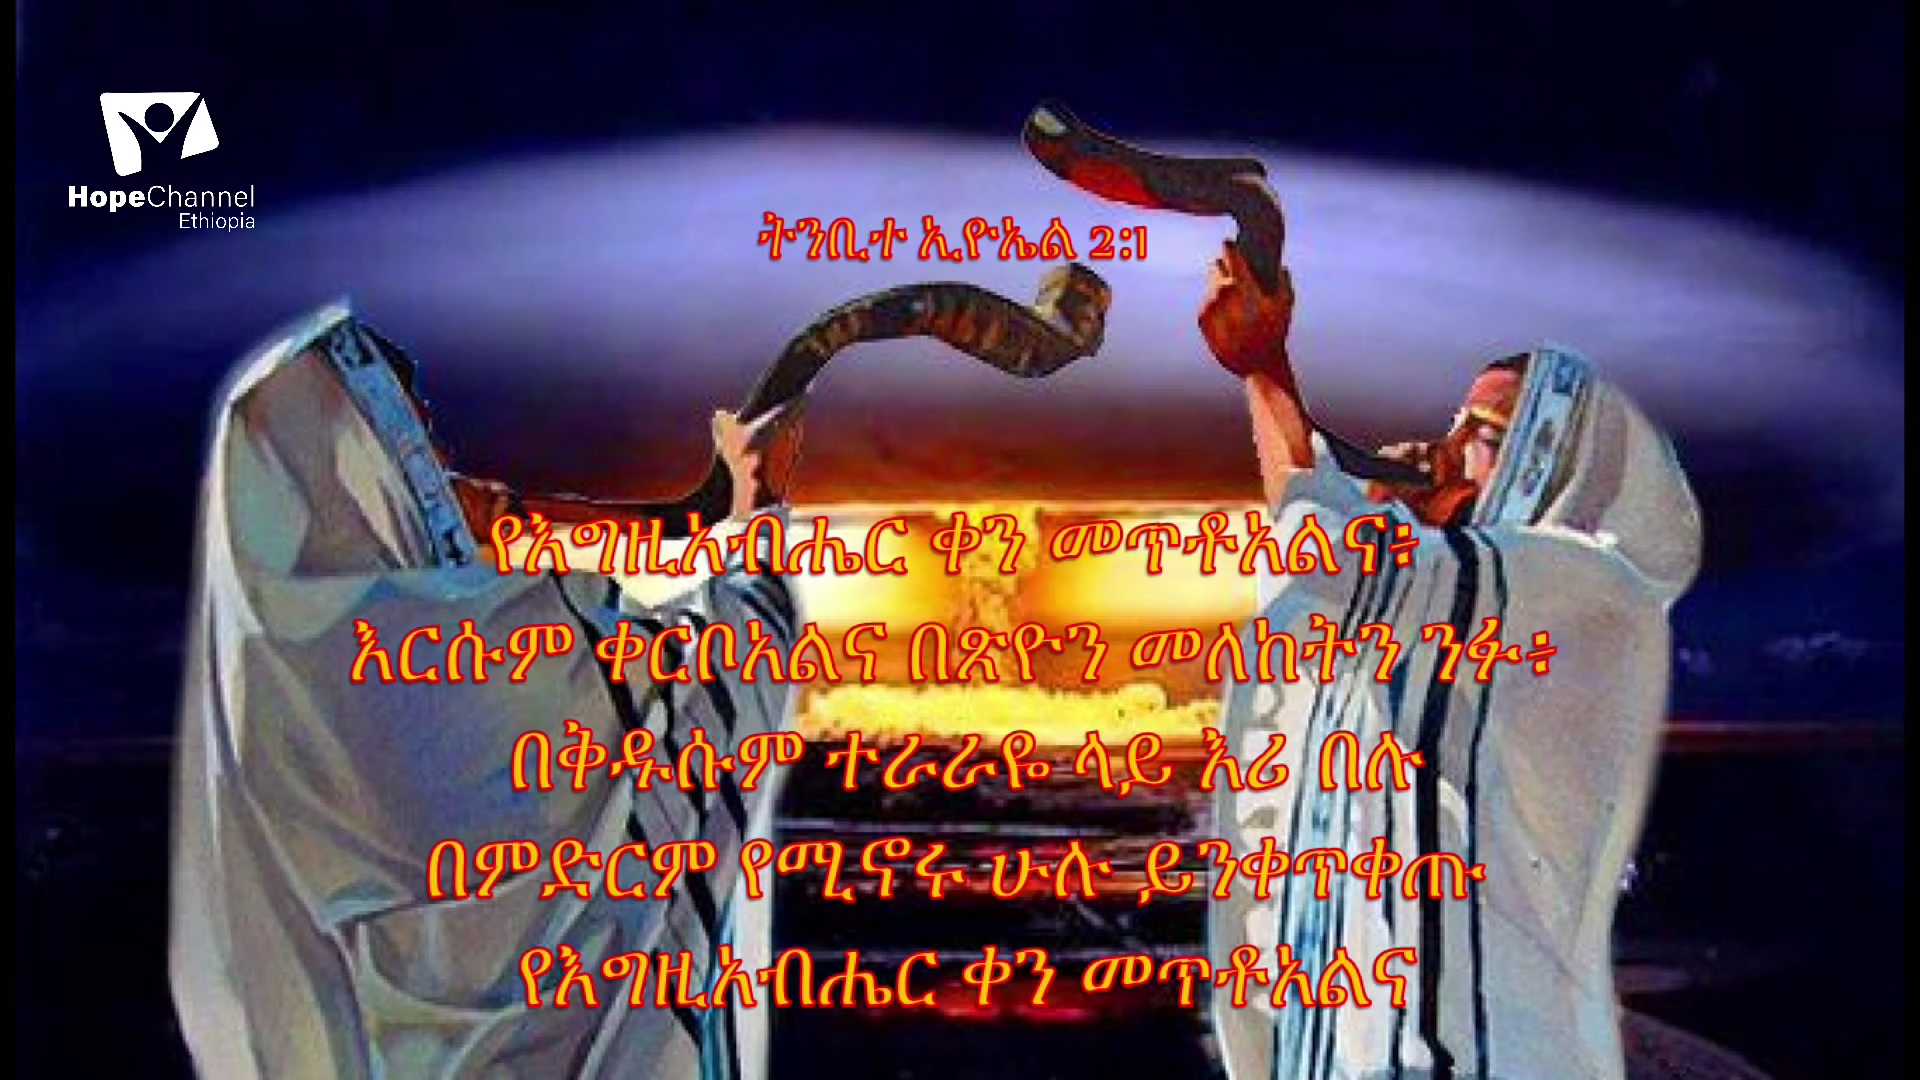 HopeChannel
Ethiopia
ትንቢተ ኢዮኤል 2:1
የእግዚአብሔር ቀን መጥቶአልና፥
እርሱም ቀርቦአልና በጽዮን መለከትን ንፉ፥
በቅዱሱም ተራራዬ ላይ እሪ በሉ
በምድርም የሚኖሩ ሁሉ ይንቀጥቀጡ
የእግዚአብሔር ቀን መጥቶአልና